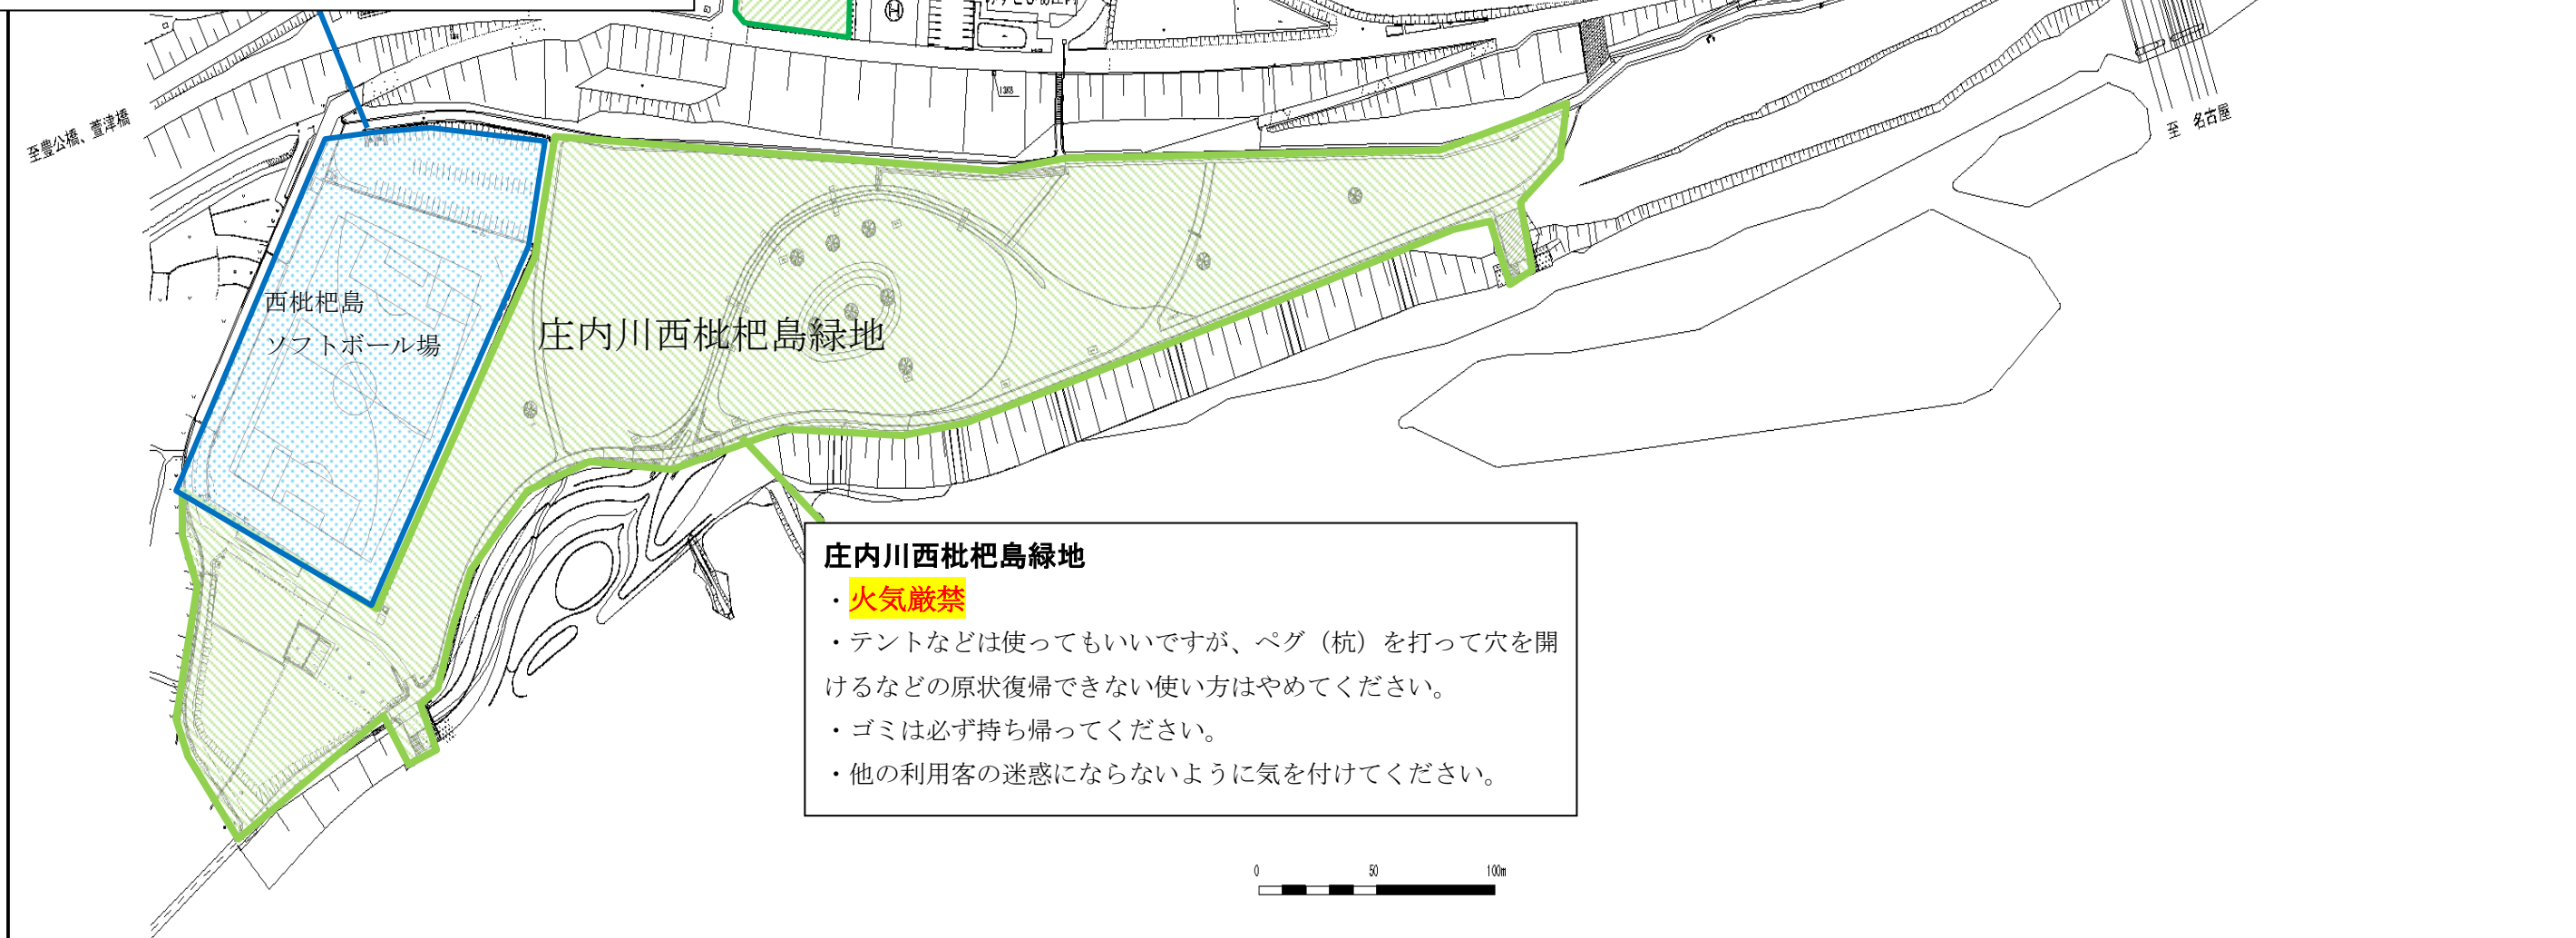 至豊公橋、萱津橋
至 名古屋
西枇杷島
ソフトボール場
庄内川西枇杷島緑地
庄内川西枇杷島緑地
・火気厳禁
・テントなどは使ってもいいですが、ペグ（杭）を打って穴を開
けるなどの原状復帰できない使い方はやめてください。
・ゴミは必ず持ち帰ってください。
・他の利用客の迷惑にならないように気を付けてください。
0 50 100m